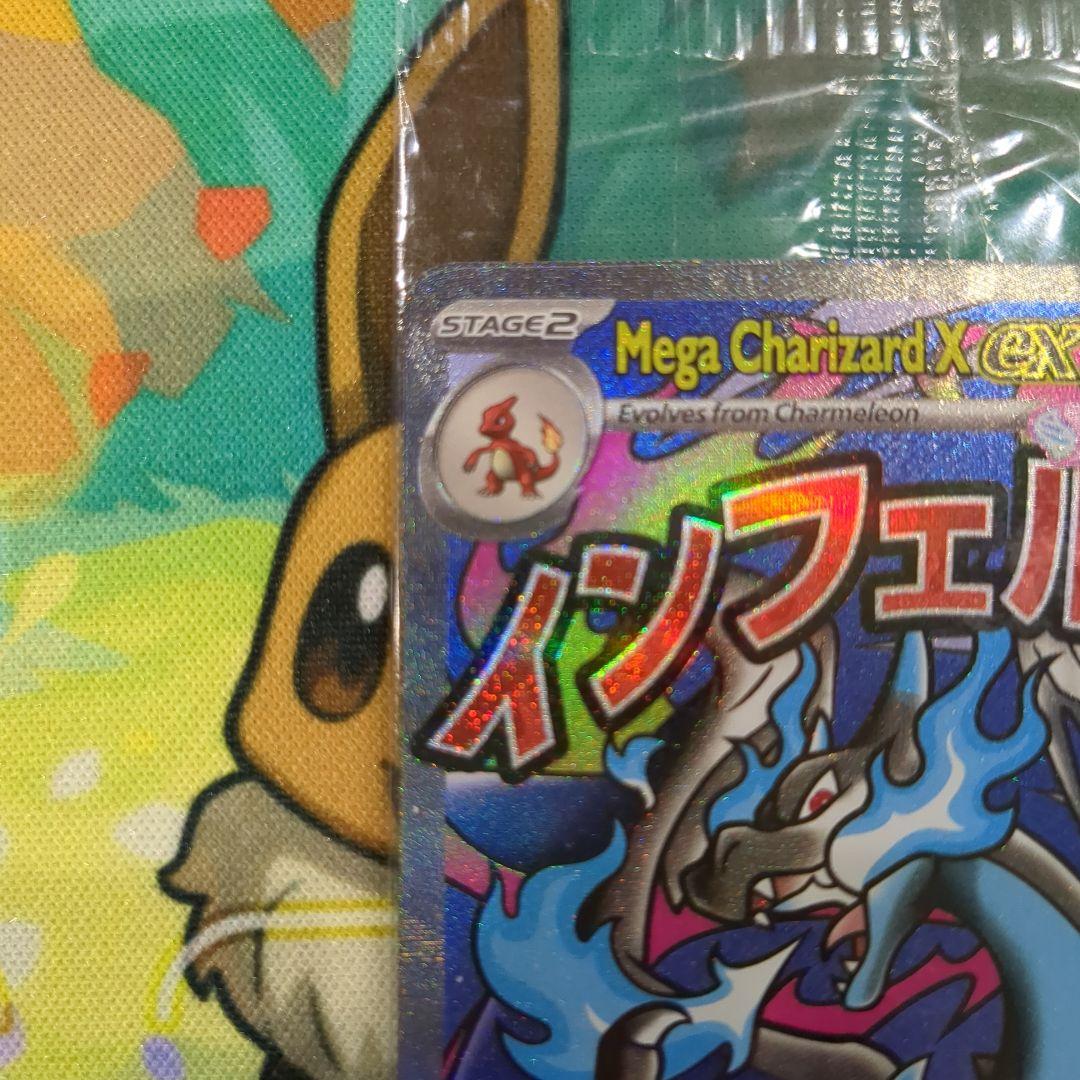 STAGE2
Mega Charizard X ex
Evolves from Charmeleon
インフェル